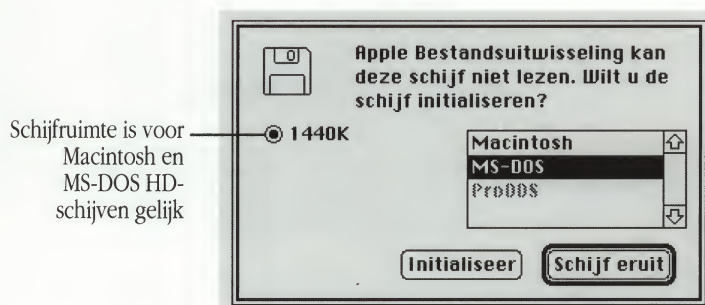 Apple Bestandsuitwisseling kan
deze schijf niet lezen. Wilt u de
schijf initialiseren?
Schijfruimte is voor
Macintosh en
MS-DOS HD-
schijven gelijk
1440K
Macintosh
MS-DOS
ProDOS
Initialiseer
Schijf eruit